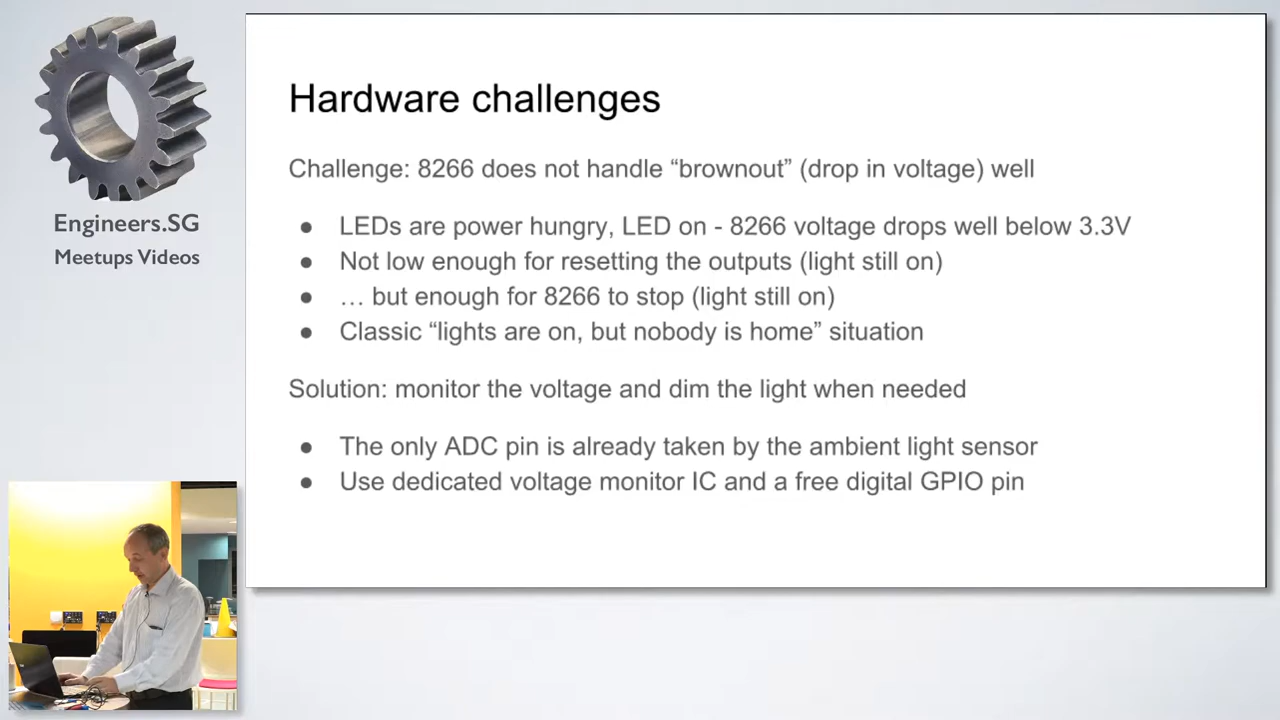 Engineers.SG
Meetups Videos
Hardware challenges
Challenge: 8266 does not handle “brownout” (drop in voltage) well
● LEDs are power hungry, LED on - 8266 voltage drops well below 3.3V
● Not low enough for resetting the outputs (light still on)
● … but enough for 8266 to stop (light still on)
● Classic “lights are on, but nobody is home” situation
Solution: monitor the voltage and dim the light when needed
● The only ADC pin is already taken by the ambient light sensor
● Use dedicated voltage monitor IC and a free digital GPIO pin